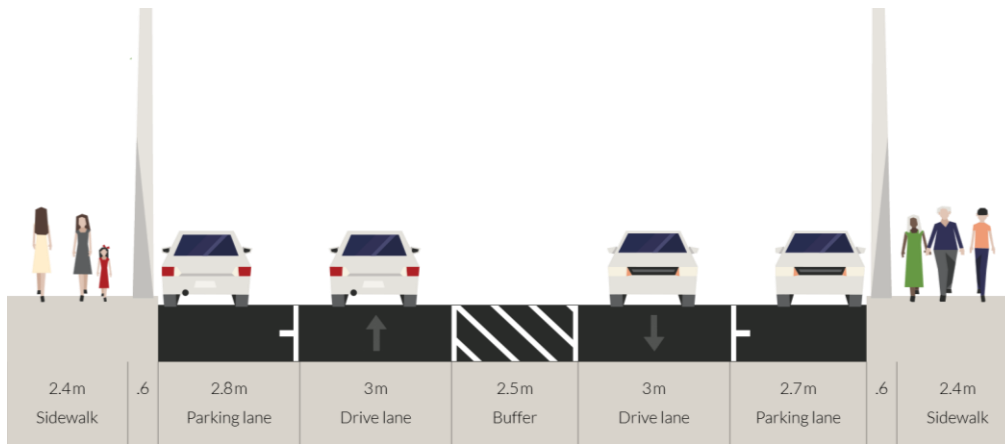 2.4m .6 2.8m 3m 2.5m 3m 2.7m .6 2.4m
Sidewalk Parking lane Drive lane Buffer Drive lane Parking lane Sidewalk